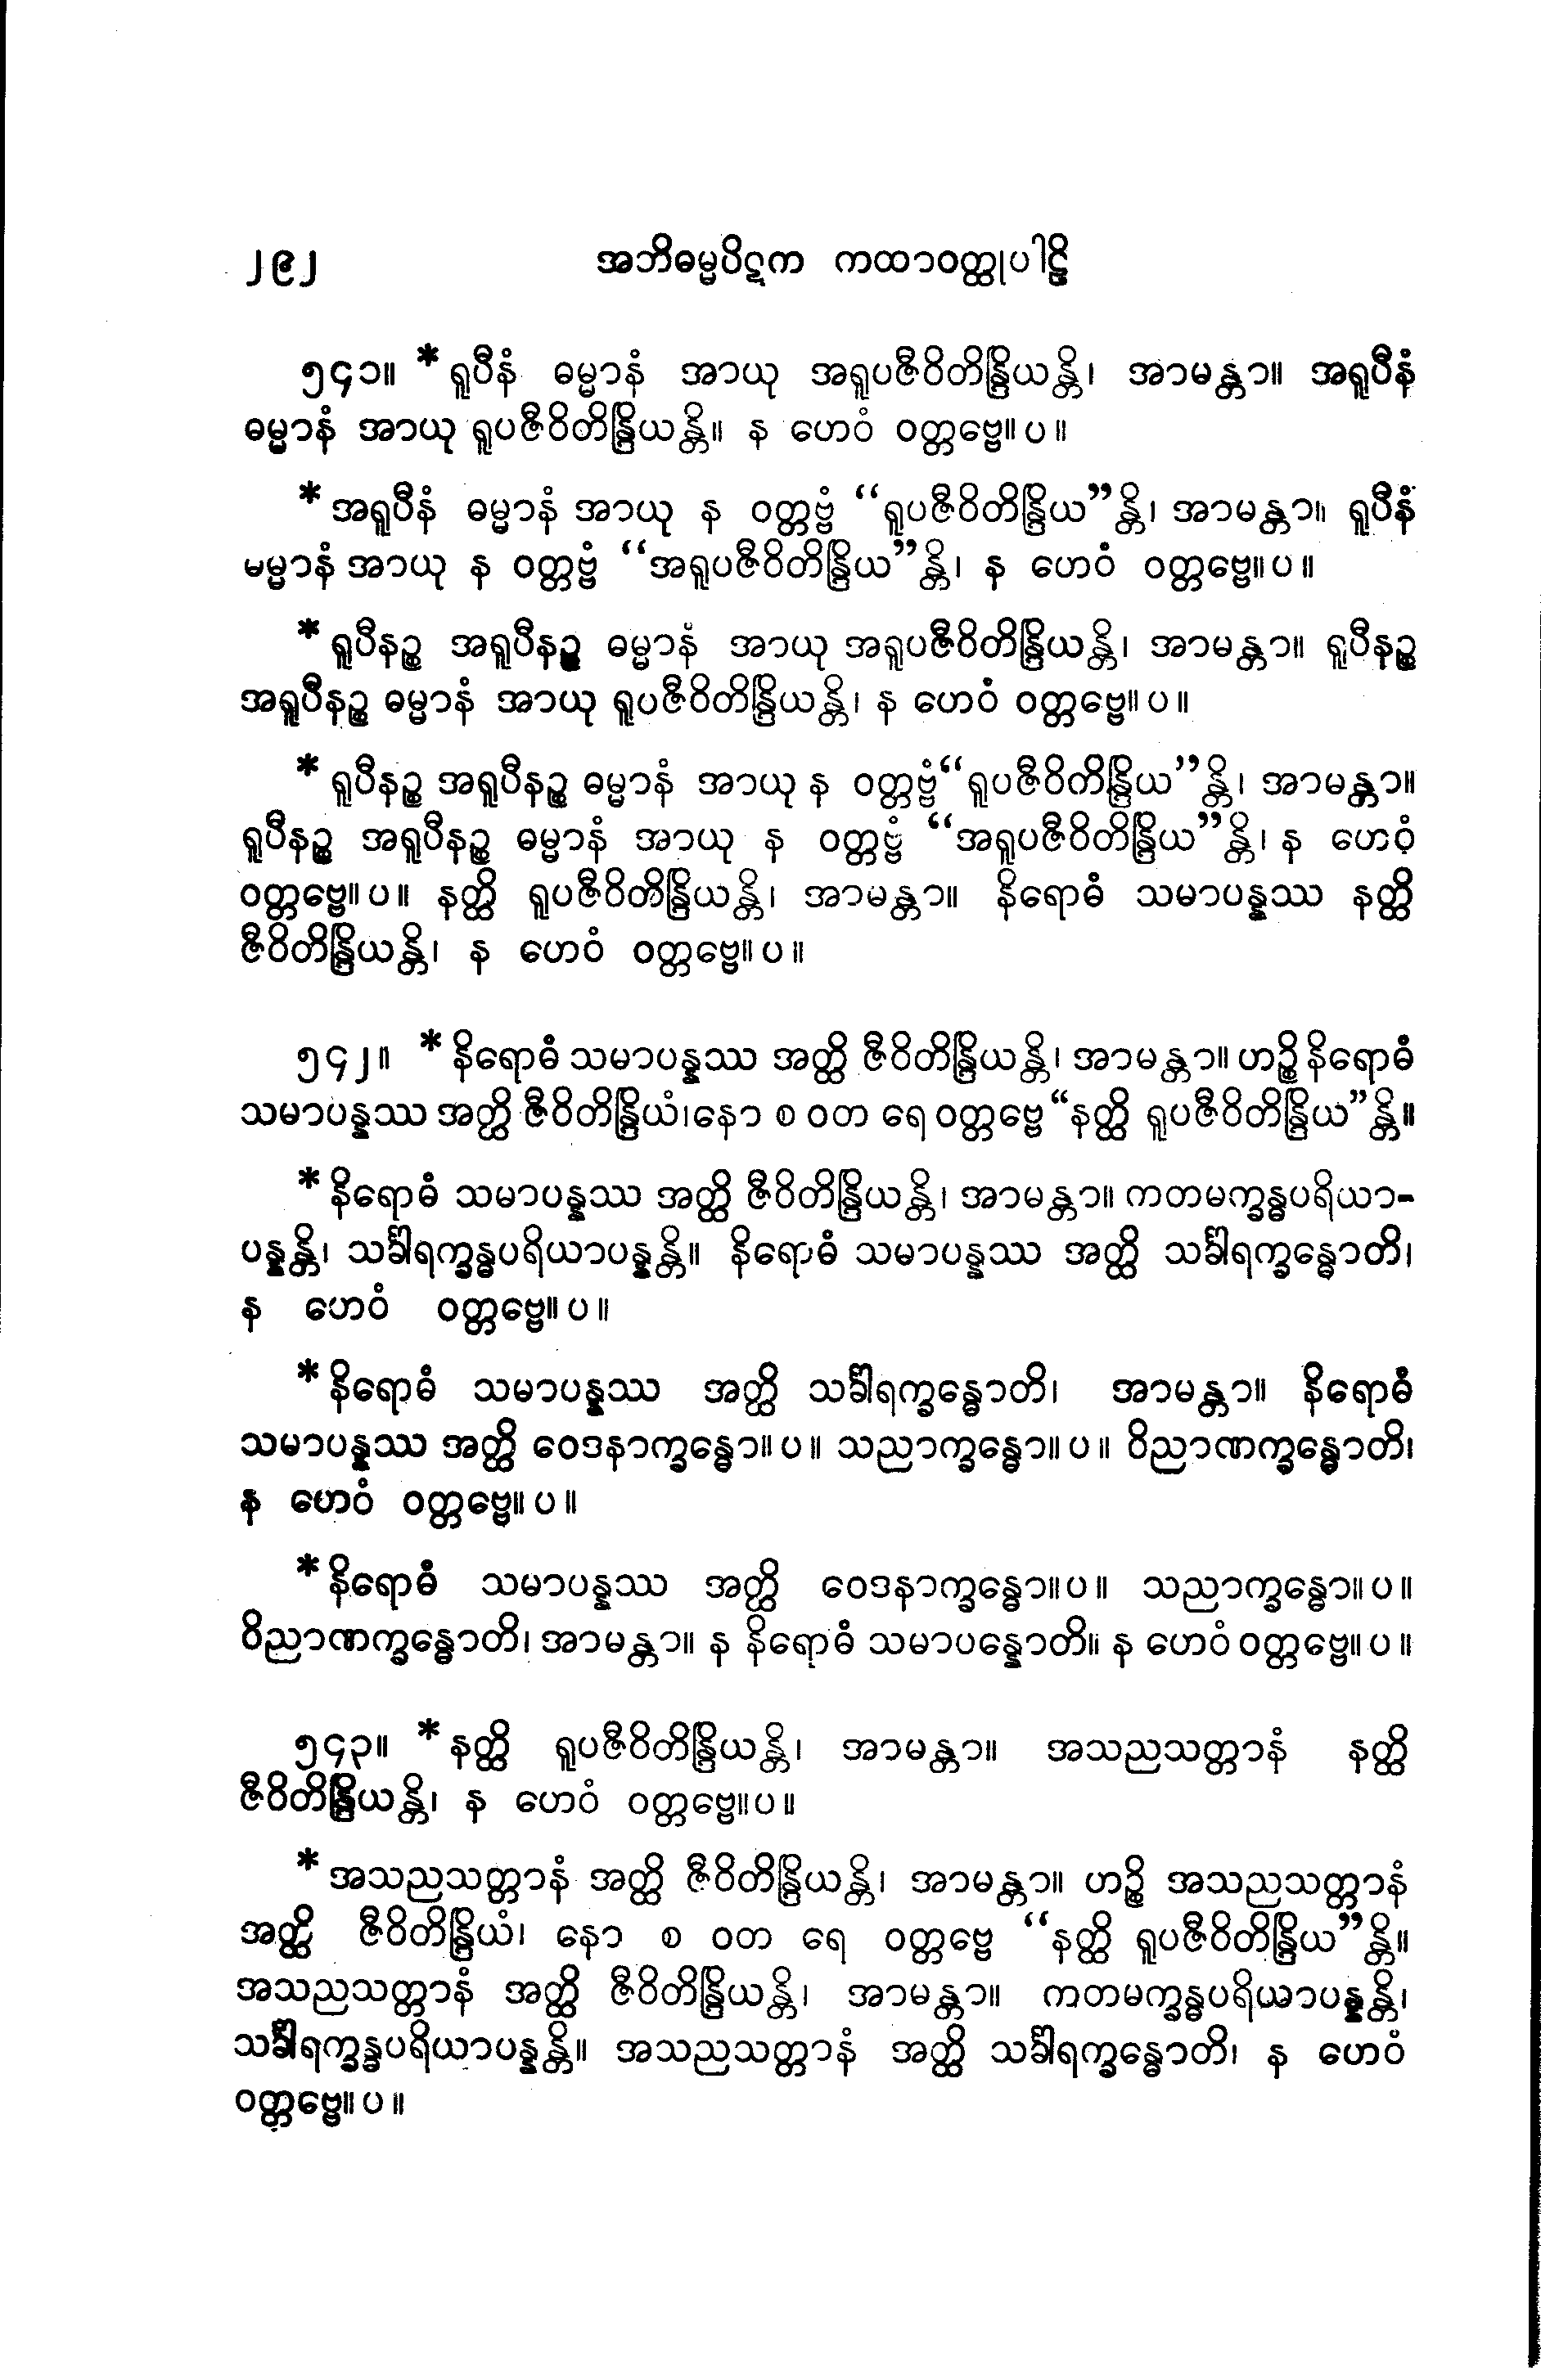 ၂၉၂ အဘိဓမ္မပိဋက ကထာဝတ္ထုပါဠိ
၅၄၁။ *ရူပီနံ ဓမ္မာနံ အာယု အရူပဇီဝိတိန္ဒြိယန္တိ၊ အာမန္တာ။ အရူပီနံ
ဓမ္မာနံ အာယု ရူပဇီဝိတိန္ဒြိယန္တိ။ န ဟေဝံ ဝတ္တဗ္ဗေ။ပ။
*အရူပီနံ ဓမ္မာနံ အာယု န ဝတ္တဗ္ဗံ “ရူပဇီဝိတိန္ဒြိယ”န္တိ၊ အာမန္တာ။ ရူပီနံ
မမ္မာနံ အာယု န ဝတ္တဗ္ဗံ “အရူပဇီဝိတိန္ဒြိယ”န္တိ၊ န ဟေဝံ ဝတ္တဗ္ဗေ။ပ။
*ရူပီနဉ္စ အရူပီနဉ္စ ဓမ္မာနံ အာယု အရူပဇီဝိတိန္ဒြိယန္တိ၊ အာမန္တာ။ ရူပီနဉ္စ
အရူပီနဉ္စ ဓမ္မာနံ အာယု ရူပဇီဝိတိန္ဒြိယန္တိ၊ န ဟေဝံ ဝတ္တဗ္ဗေ။ပ။
*ရူပီနဉ္စ အရူပီနဉ္စ ဓမ္မာနံ အာယု န ဝတ္တဗ္ဗံ“ရူပဇီဝိကိန္ဒြိယ”န္တိ၊ အာမန္တာ။
ရူပီနဉ္စ အရူပီနဉ္စ ဓမ္မာနံ အာယု န ဝတ္တဗ္ဗံ “အရူပဇီဝိတိန္ဒြိယ”န္တိ၊ န ဟေဝံ
ဝတ္တဗ္ဗေ။ပ။ နတ္ထိ ရူပဇီဝိတိန္ဒြိယန္တိ၊ အာမန္တာ။ နိရောဓံ သမာပန္နဿ နတ္ထိ
ဇီဝိတိန္ဒြိယန္တိ၊ န ဟေဝံ ဝတ္တဗ္ဗေ။ပ။
၅၄၂။ *နိရောဓံ သမာပန္နဿ အတ္ထိ ဇီဝိတိန္ဒြိယန္တိ၊ အာမန္တာ။ ဟဉ္စိ နိရောဓံ
သမာပန္နဿ အတ္ထိ ဇီဝိတိန္ဒြိယံ၊နော စ ဝတ ရေ ဝတ္တဗ္ဗေ “နတ္ထိ ရူပဇီဝိတိန္ဒြိယ”န္တိ။
*နိရောဓံ သမာပန္နဿ အတ္ထိ ဇီဝိတိန္ဒြိယန္တိ၊ အာမန္တာ။ ကတမက္ခန္ဓပရိယာ-
ပန္နန္တိ၊ သင်္ခါရက္ခန္ဓပရိယာပန္နန္တိ။ နိရောဓံ သမာပန္နဿ အတ္ထိ သင်္ခါရက္ခန္ဓောတိ၊
န ဟေဝံ ဝတ္တဗ္ဗေ။ပ။
*နိရောဓံ သမာပန္နဿ အတ္ထိ သင်္ခါရက္ခန္ဓောတိ၊ အာမန္တာ။ နိရောဓံ
သမာပန္နဿ အတ္ထိ ဝေဒနာက္ခန္ဓော။ပ။ သညာက္ခန္ဓော။ပ။ ဝိညာဏက္ခန္ဓောတိ၊
န ဟေဝံ ဝတ္တဗ္ဗေ။ပ။
*နိရောဓံ သမာပန္နဿ အတ္ထိ ဝေဒနာက္ခန္ဓော။ပ။ သညာက္ခန္ဓော။ပ။
ဝိညာဏက္ခန္ဓောတိ၊ အာမန္တာ။ န နိရောဓံ သမာပန္နောတိ။ န ဟေဝံ ဝတ္တဗ္ဗေ။ပ။
၅၄၃။ *နတ္ထိ ရူပဇီဝိတိန္ဒြိယန္တိ၊ အာမန္တာ။ အသညသတ္တာနံ နတ္ထိ
ဇီဝိတိန္ဒြိယန္တိ၊ န ဟေဝံ ဝတ္တဗ္ဗေ။ပ။
*အသညသတ္တာနံ အတ္ထိ ဇီဝိတိန္ဒြိယန္တိ၊ အာမန္တာ။ ဟဉ္စိ အသညသတ္တာနံ
အတ္ထိ ဇီဝိတိန္ဒြိယံ၊ နော စ ဝတ ရေ ဝတ္တဗ္ဗေ “နတ္ထိ ရူပဇီဝိတိန္ဒြိယ”န္တိ။
အသညသတ္တာနံ အတ္ထိ ဇီဝိတိန္ဒြိယန္တိ၊ အာမန္တာ။ ကတမက္ခန္ဓပရိယာပန္နန္တိ၊
သင်္ခါရက္ခန္ခပရိယာပန္နန္တိ။ အသညသတ္တာနံ အတ္ထိ သင်္ခါရက္ခန္ဓောတိ၊ န ဟေဝံ
ဝတ္တဗ္ဗေ။ပ။